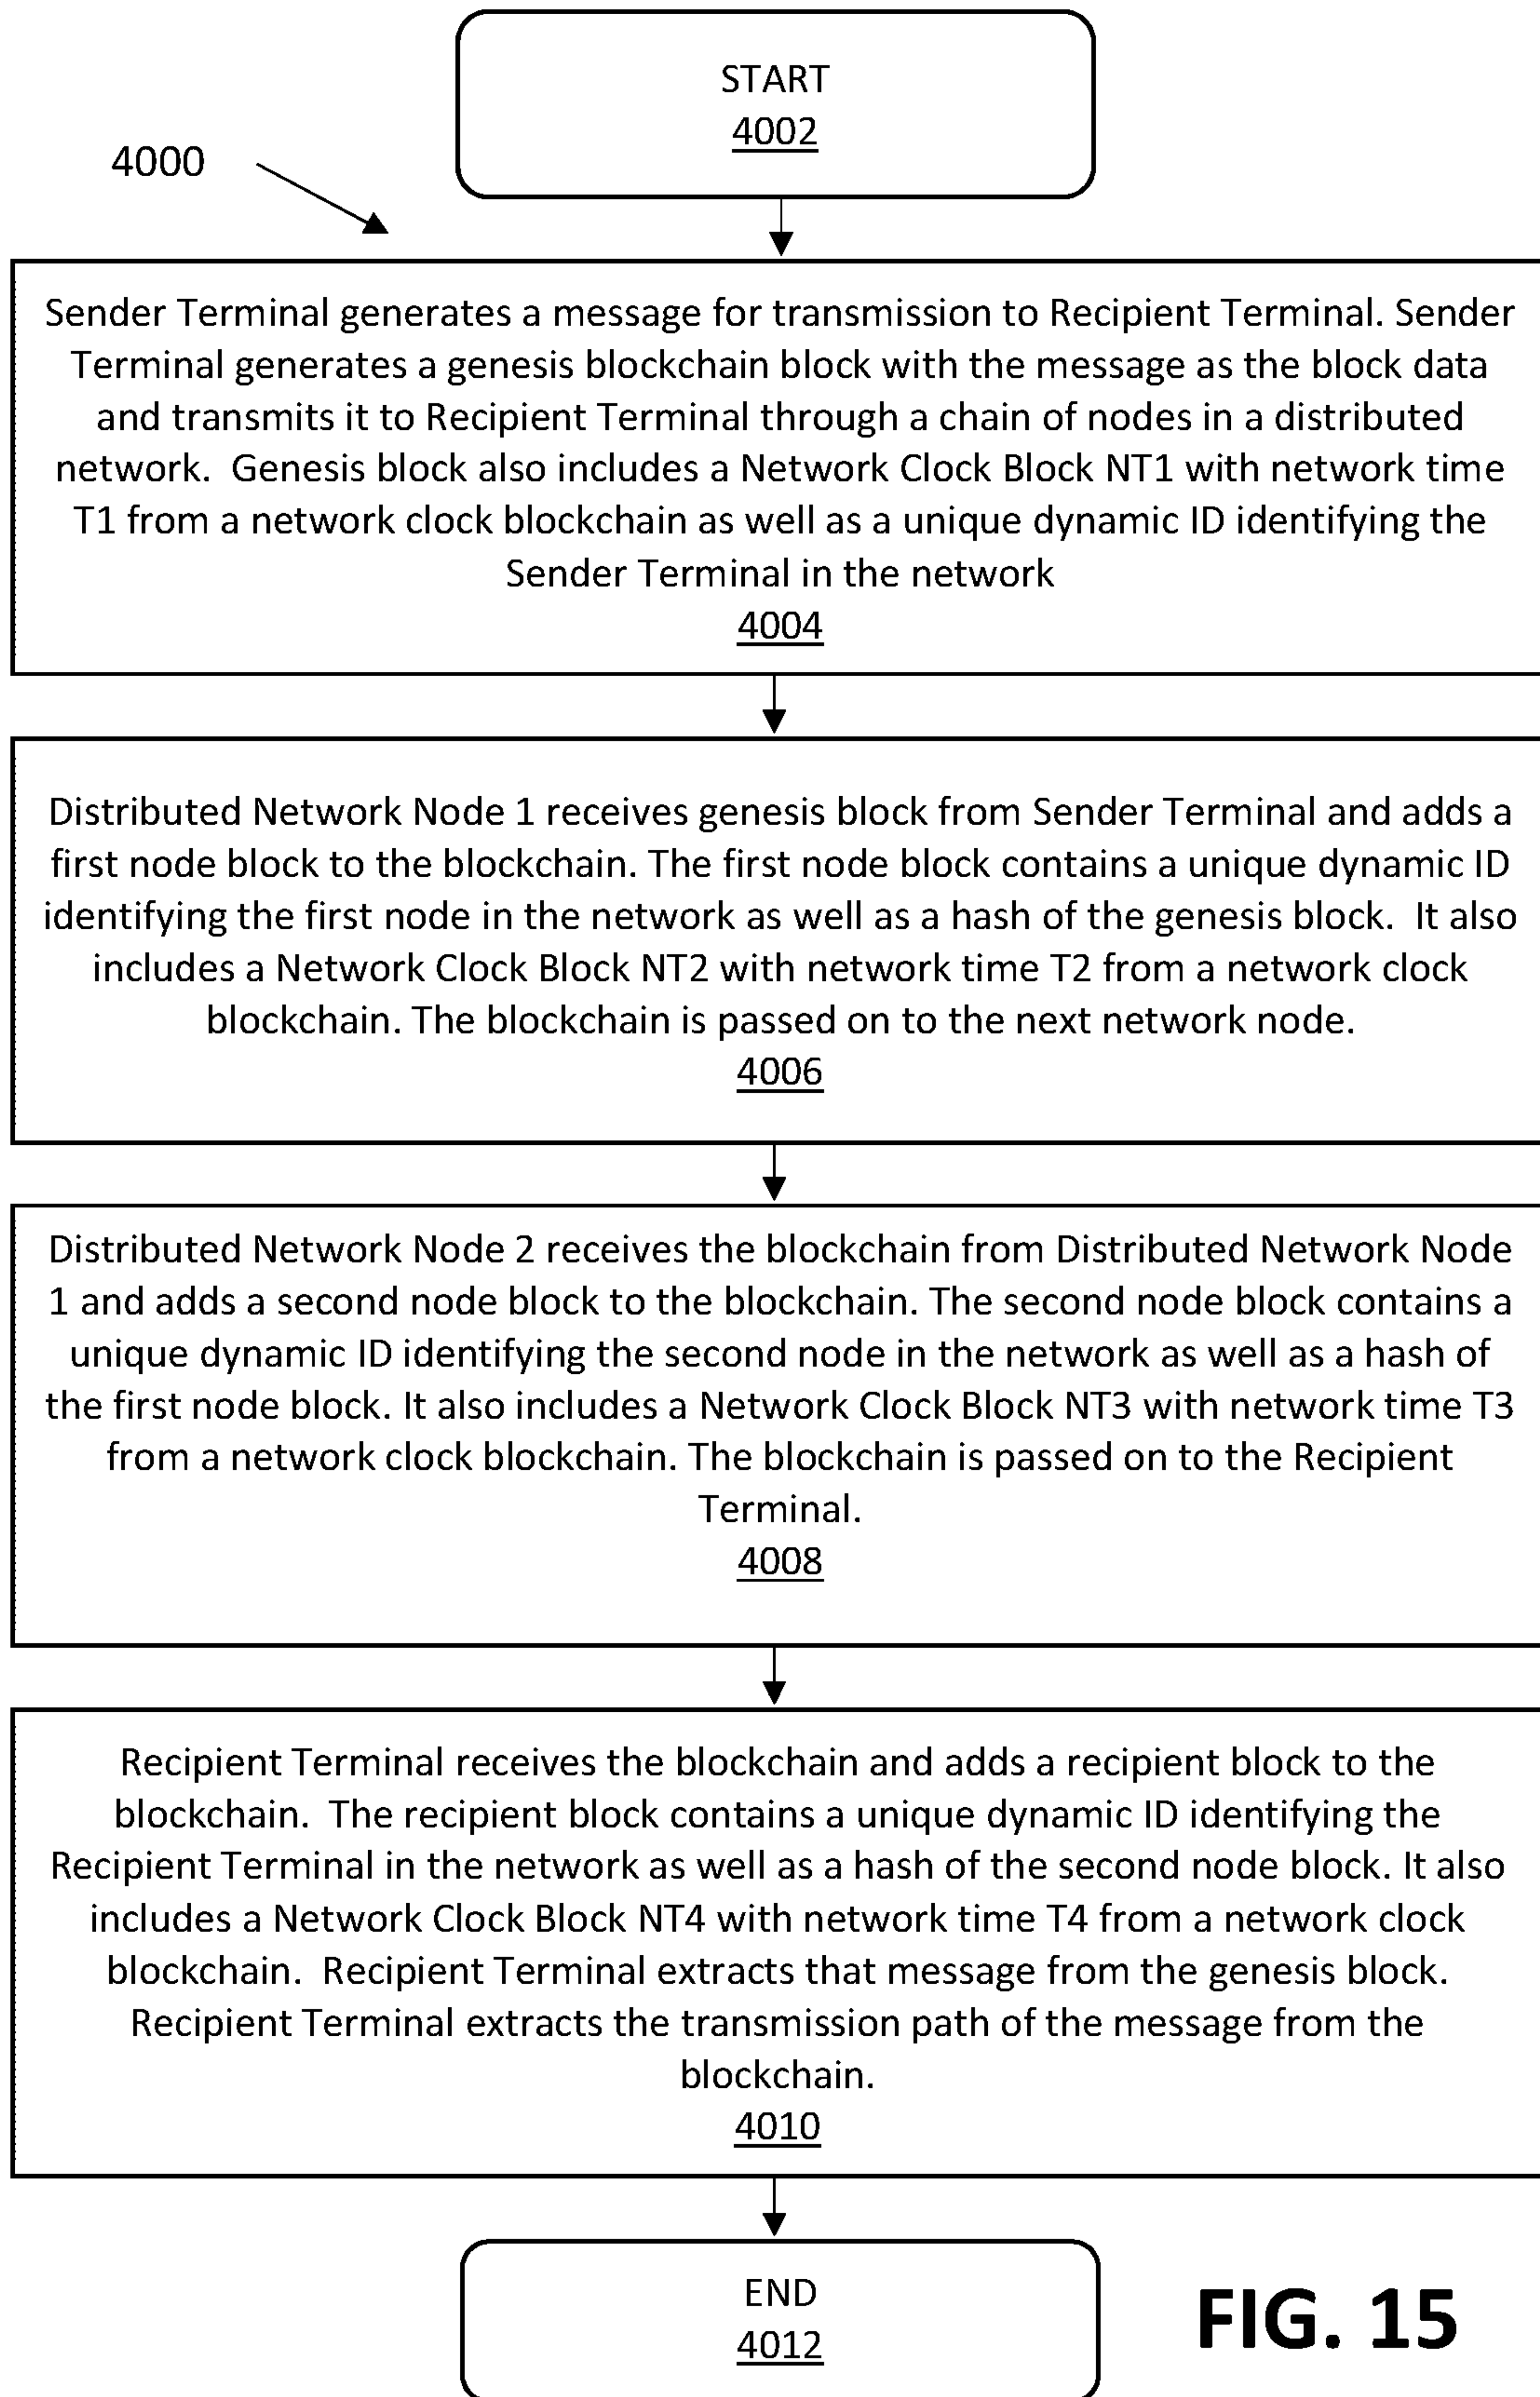 START
4002
4000
Sender Terminal generates a message for transmission to Recipient Terminal. Sender
Terminal generates a genesis blockchain block with the message as the block data
and transmits it to Recipient Terminal through a chain of nodes in a distributed
network.  Genesis block also includes a Network Clock Block NT1 with network time
T1 from a network clock blockchain as well as a unique dynamic ID identifying the
Sender Terminal in the network
4004
Distributed Network Node 1 receives genesis block from Sender Terminal and adds a
first node block to the blockchain. The first node block contains a unique dynamic ID
identifying the first node in the network as well as a hash of the genesis block.  It also
includes a Network Clock Block NT2 with network time T2 from a network clock
blockchain. The blockchain is passed on to the next network node.
4006
Distributed Network Node 2 receives the blockchain from Distributed Network Node
1 and adds a second node block to the blockchain. The second node block contains a
unique dynamic ID identifying the second node in the network as well as a hash of
the first node block. It also includes a Network Clock Block NT3 with network time T3
from a network clock blockchain. The blockchain is passed on to the Recipient
Terminal.
4008
Recipient Terminal receives the blockchain and adds a recipient block to the
blockchain.  The recipient block contains a unique dynamic ID identifying the
Recipient Terminal in the network as well as a hash of the second node block. It also
includes a Network Clock Block NT4 with network time T4 from a network clock
blockchain.  Recipient Terminal extracts that message from the genesis block.
Recipient Terminal extracts the transmission path of the message from the
blockchain.
4010
END
4012
FIG. 15